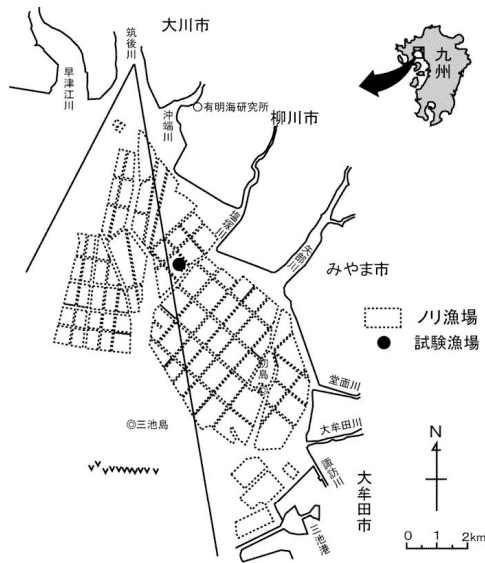 大川市
筑後川
早津江川
沖端川
有明海研究所
柳川市
九州
塩塚川
矢部川
みやま市
ノリ漁場
試験漁場
初島
堂面川
三池島
大牟田川
諏訪川
大牟田市
三池港
N
0 1 2km